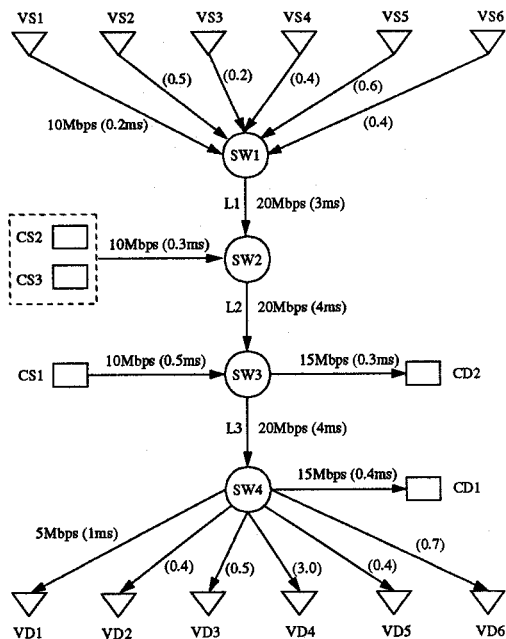 VS1 VS2 VS3 VS4 VS5 VS6
(0.5) (0.2) (0.4) (0.6) (0.4)
10Mbps (0.2ms)
SW1
L1 20Mbps (3ms)
CS2
10Mbps (0.3ms)
SW2
CS3
L2 20Mbps (4ms)
CS1 10Mbps (0.5ms) SW3 15Mbps (0.3ms) CD2
L3 20Mbps (4ms)
SW4 15Mbps (0.4ms) CD1
5Mbps (1ms) (0.4) (0.5) (3.0) (0.4) (0.7)
VD1 VD2 VD3 VD4 VD5 VD6